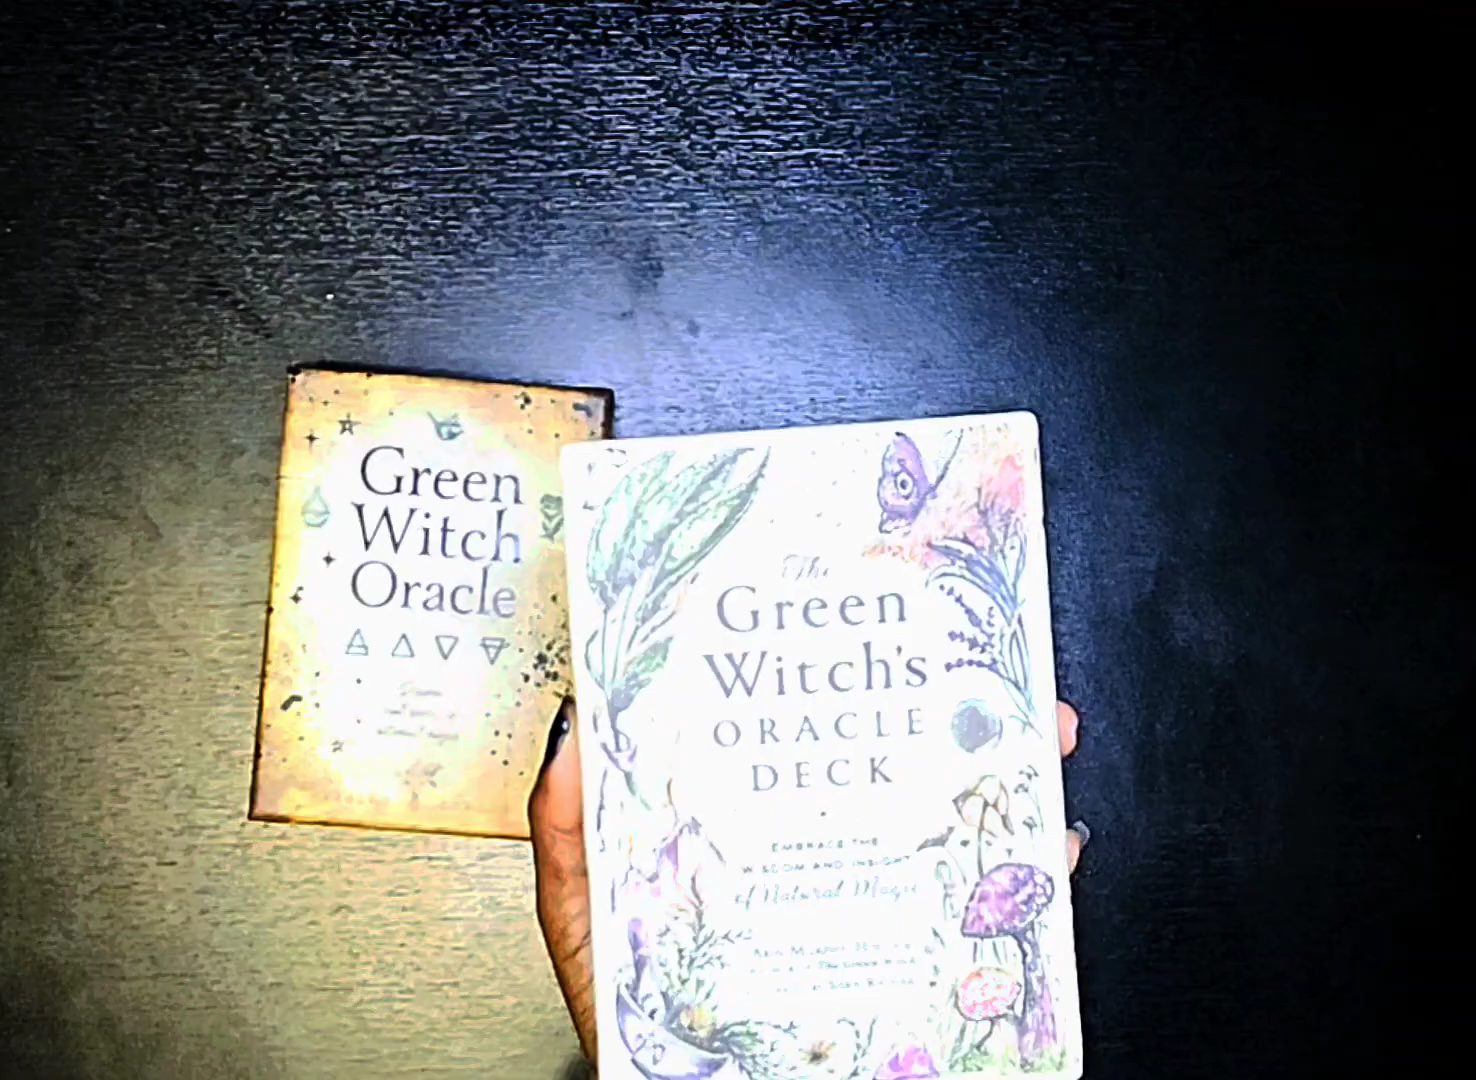 Green
Witch
Oracle
The
Green
Witch's
ORACLE
DECK
EMBRACE THE
WISDOM AND INSIGHT
of Natural Magic